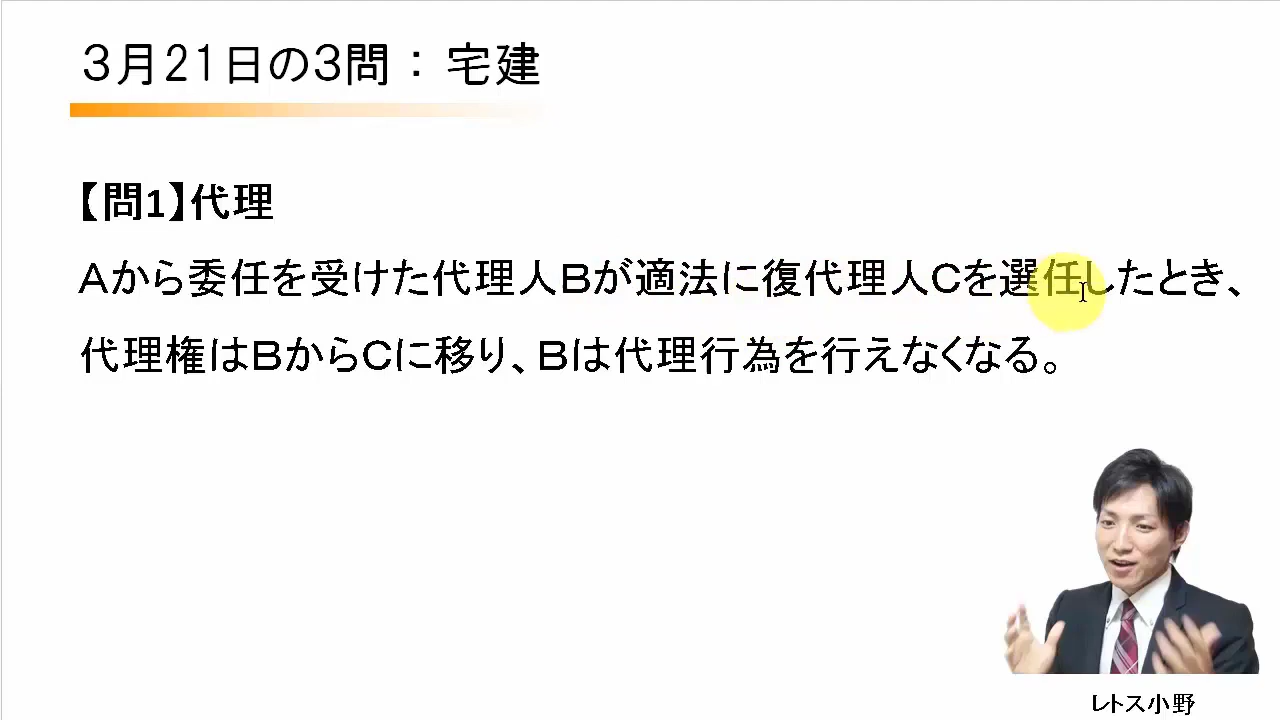 ３月２１日の３問：宅建
【問1】代理
Aから委任を受けた代理人Bが適法に復代理人Cを選任したとき、
代理権はBからCに移り、Bは代理行為を行えなくなる。
レトス小野